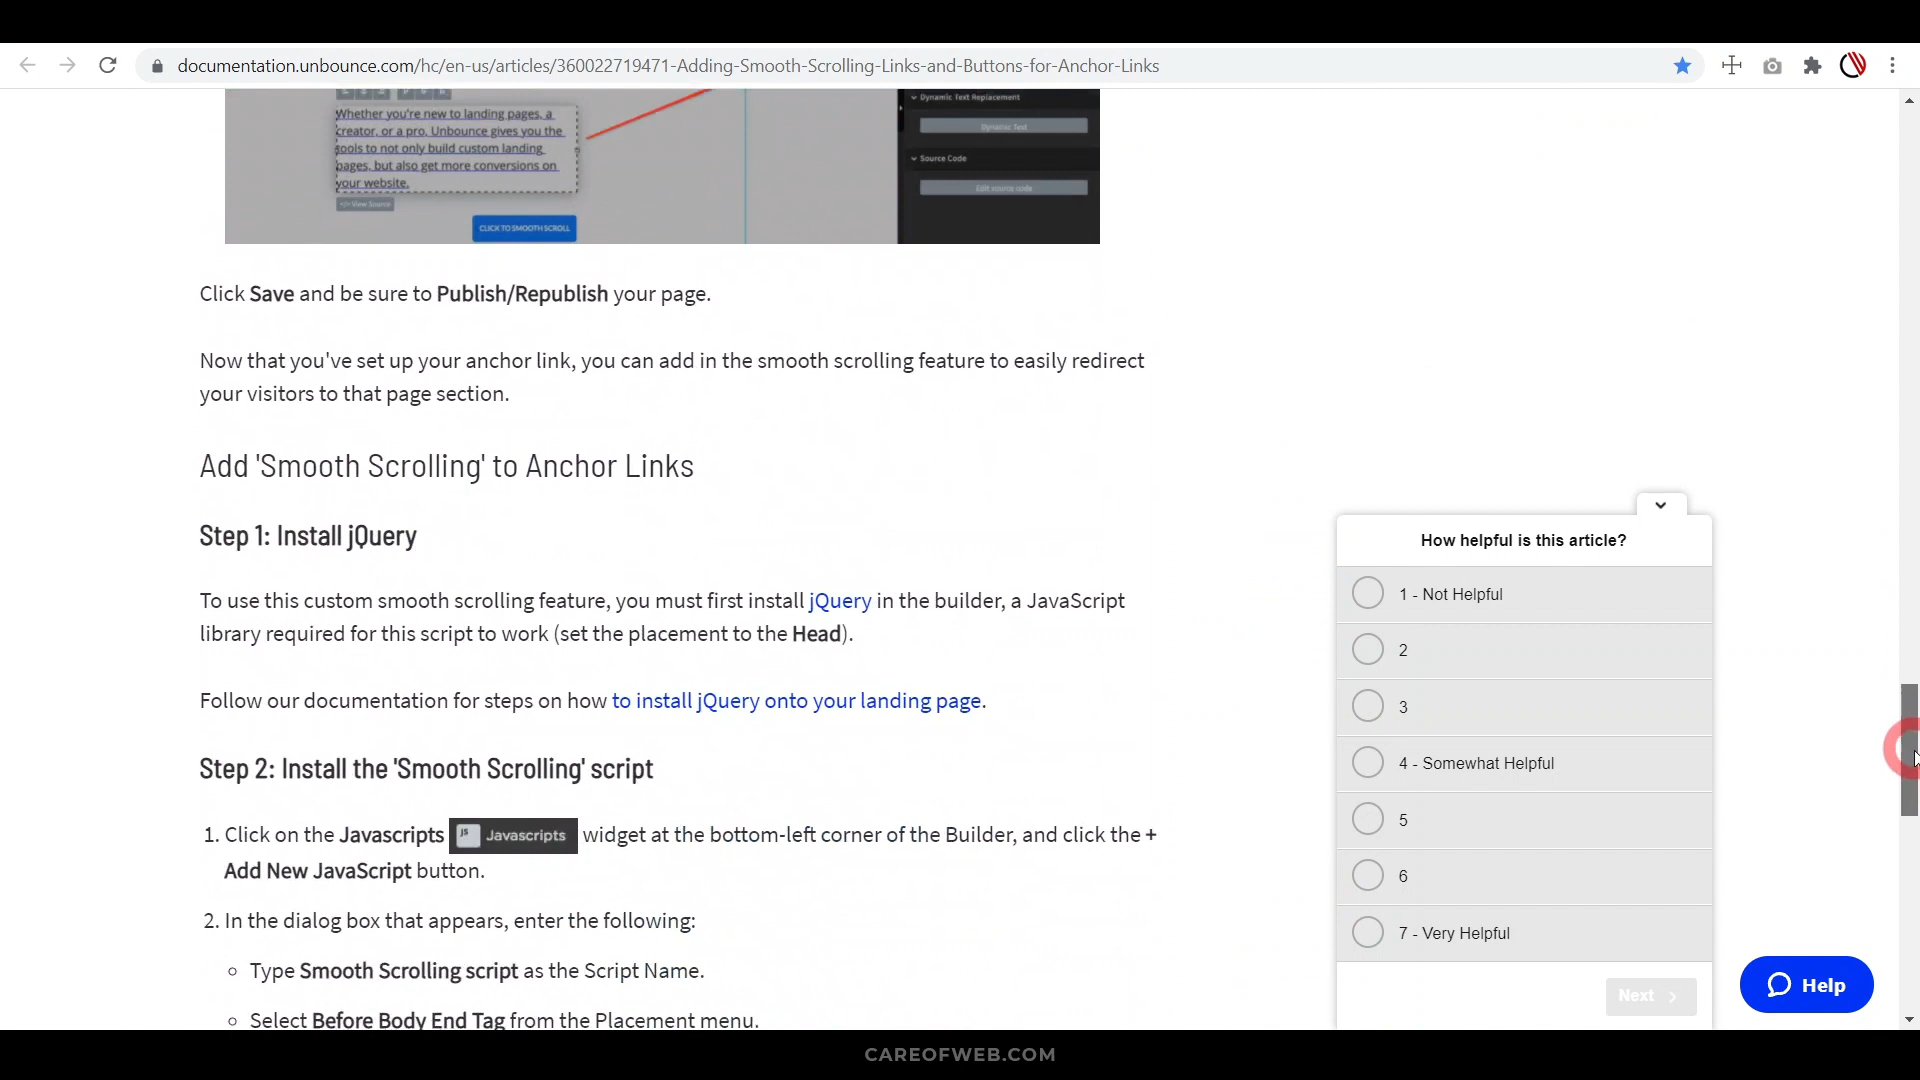 documentation.unbounce.com/hc/en-us/articles/360022719471-Adding-Smooth-Scrolling-Links-and-Buttons-for-Anchor-Links
Whether you're new to landing pages, a
creator, or a pro, Unbounce gives you the
tools to not only build custom landing
pages, but also get more conversions on
your website.
</> View Source
CLICK TO SMOOTH SCROLL
Dynamic Text Replacement
Dynamic Text
Source Code
Edit source code
Click Save and be sure to Publish/Republish your page.
Now that you've set up your anchor link, you can add in the smooth scrolling feature to easily redirect
your visitors to that page section.
Add 'Smooth Scrolling' to Anchor Links
Step 1: Install jQuery
To use this custom smooth scrolling feature, you must first install jQuery in the builder, a JavaScript
library required for this script to work (set the placement to the Head).
Follow our documentation for steps on how to install jQuery onto your landing page.
Step 2: Install the 'Smooth Scrolling' script
1. Click on the Javascripts JS Javascripts widget at the bottom-left corner of the Builder, and click the +
Add New JavaScript button.
2. In the dialog box that appears, enter the following:
Type Smooth Scrolling script as the Script Name.
Select Before Body End Tag from the Placement menu.
How helpful is this article?
1 - Not Helpful
2
3
4 - Somewhat Helpful
5
6
7 - Very Helpful
Next
Help
CAREOFWEB.COM